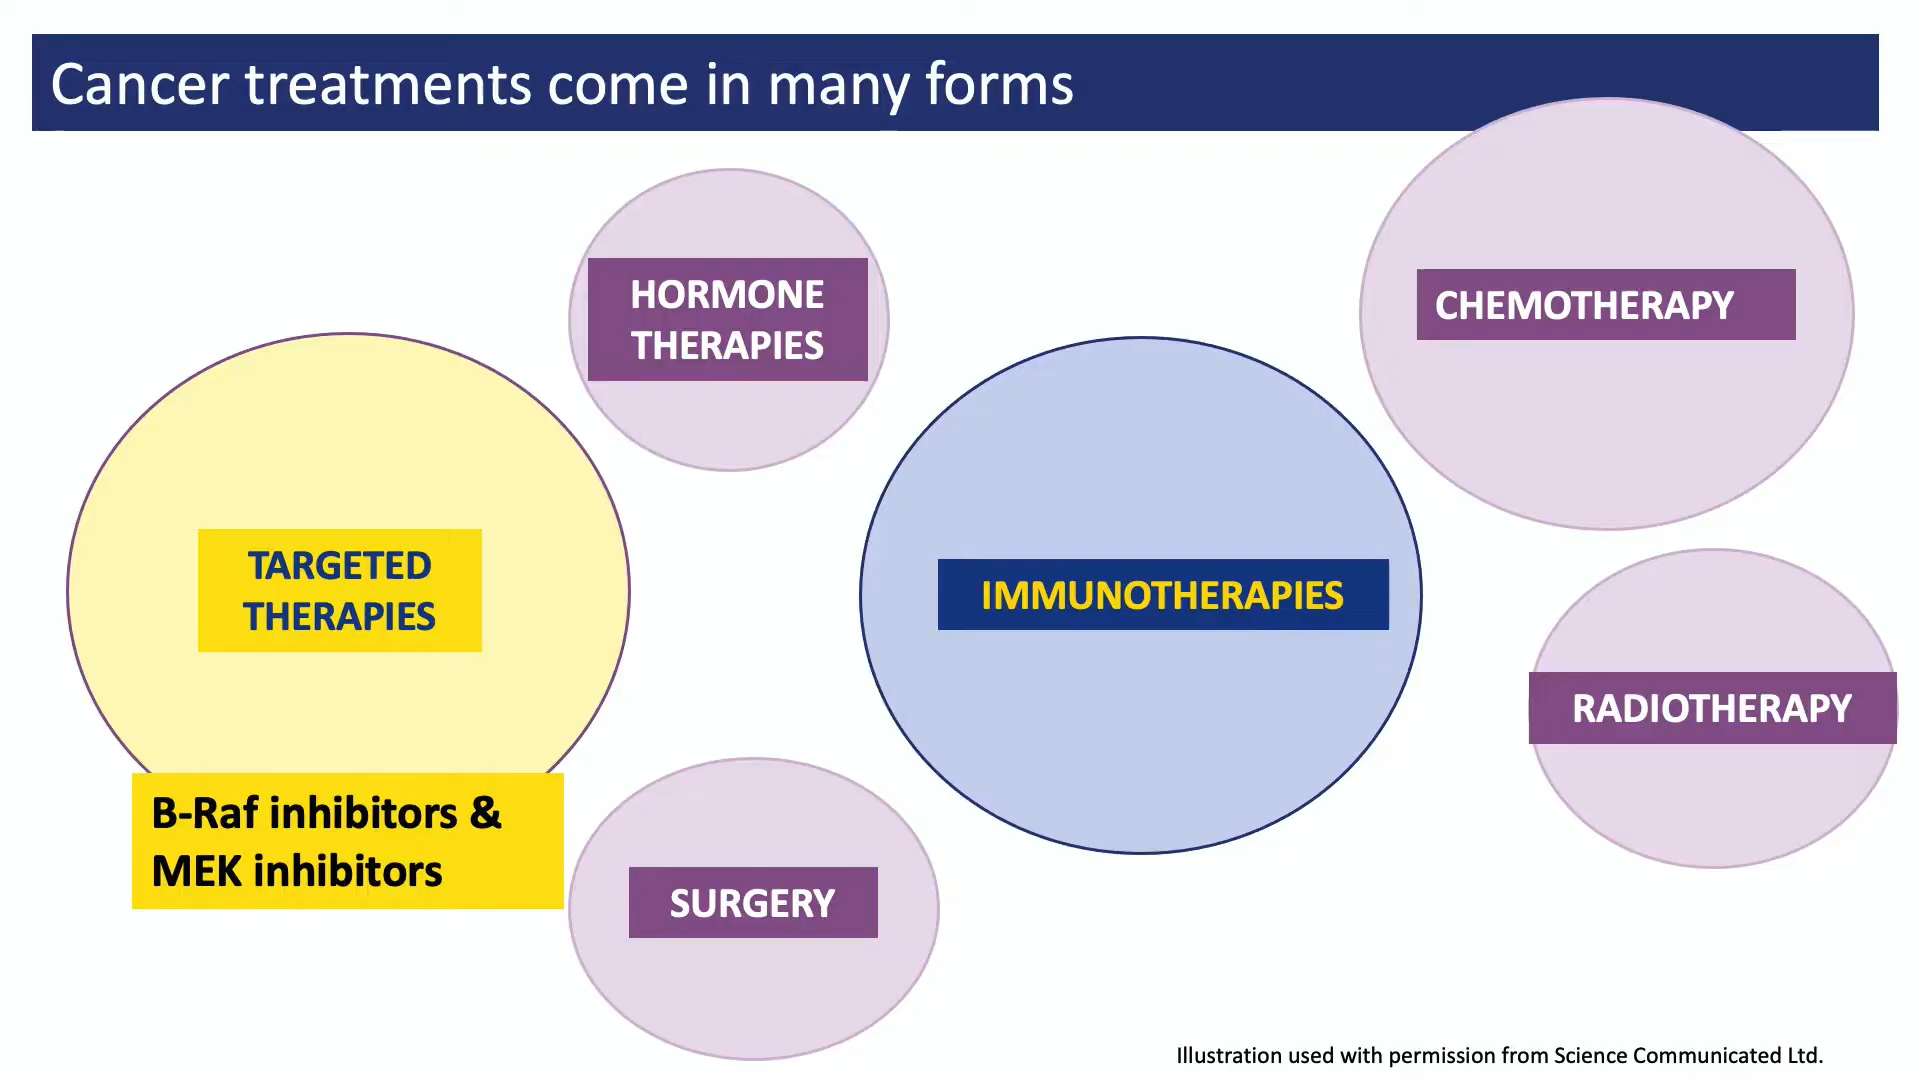 Cancer treatments come in many forms
HORMONE
THERAPIES
CHEMOTHERAPY
TARGETED
THERAPIES
IMMUNOTHERAPIES
RADIOTHERAPY
B-Raf inhibitors &
MEK inhibitors
SURGERY
Illustration used with permission from Science Communicated Ltd.